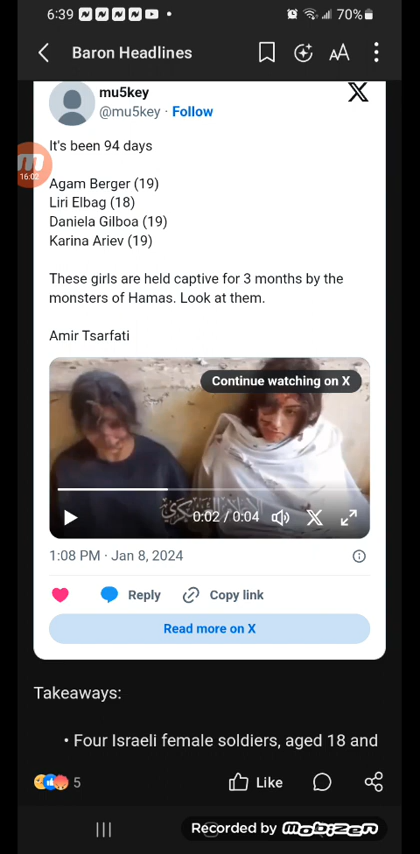 6:39
70%
Baron Headlines
AA
mu5key
@mu5key · Follow
It's been 94 days
16:02
Agam Berger (19)
Liri Elbag (18)
Daniela Gilboa (19)
Karina Ariev (19)
These girls are held captive for 3 months by the
monsters of Hamas. Look at them.
Amir Tsarfati
Continue watching on X
0:02 / 0:04
1:08 PM · Jan 8, 2024
Reply
Copy link
Read more on X
Takeaways:
• Four Israeli female soldiers, aged 18 and
5
Like
Recorded by mobizen